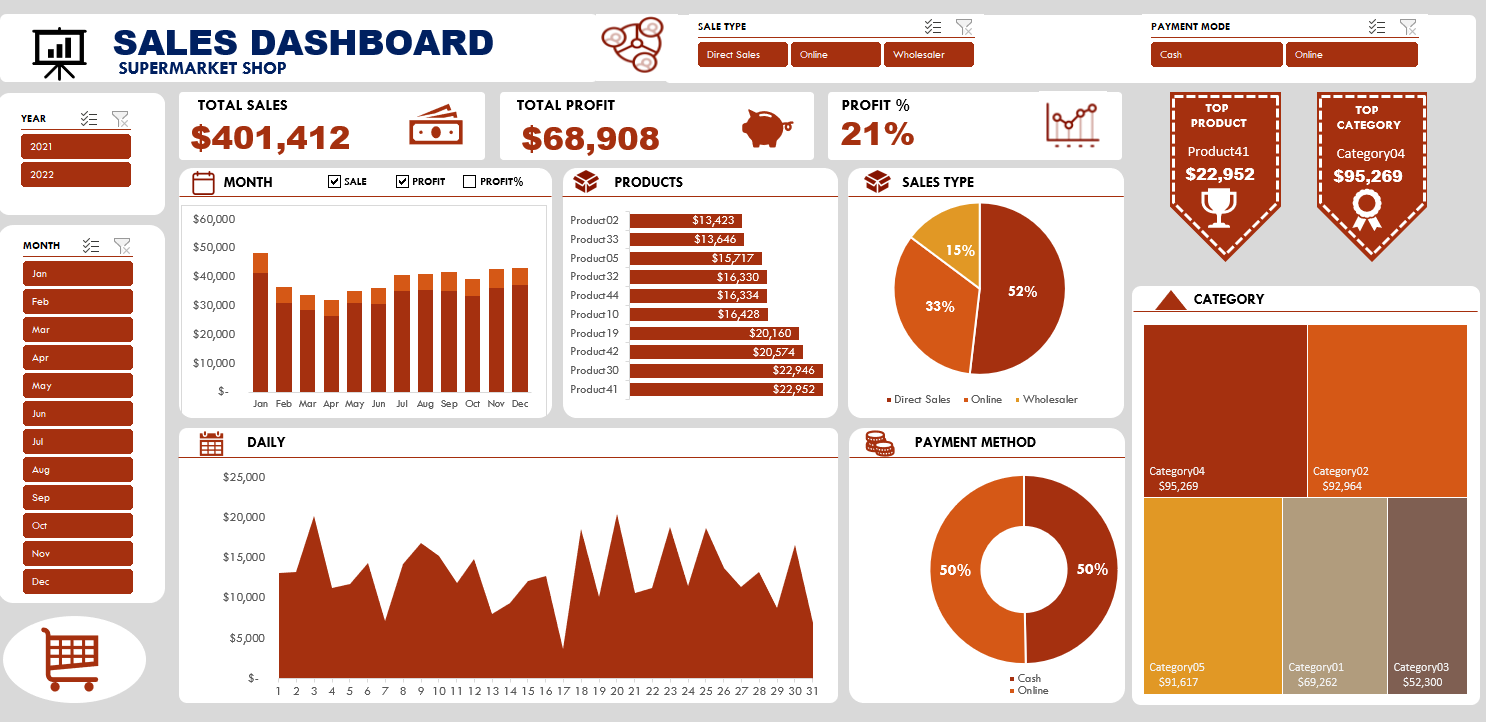 SALES DASHBOARD
SUPERMARKET SHOP
SALE TYPE
Direct Sales Online Wholesaler
PAYMENT MODE
Cash Online
YEAR
2021
2022
MONTH
Jan
Feb
Mar
Apr
May
Jun
Jul
Aug
Sep
Oct
Nov
Dec
TOTAL SALES
$401,412
TOTAL PROFIT
$68,908
PROFIT %
21%
TOP
PRODUCT
Product41
$22,952
TOP
CATEGORY
Category04
$95,269
MONTH SALE PROFIT PROFIT%
$60,000
$50,000
$40,000
$30,000
$20,000
$10,000
$-
Jan Feb Mar Apr May Jun Jul Aug Sep Oct Nov Dec
PRODUCTS
Product02 $13,423
Product33 $13,646
Product05 $15,717
Product32 $16,330
Product44 $16,334
Product10 $16,428
Product19 $20,160
Product42 $20,574
Product30 $22,946
Product41 $22,952
SALES TYPE
15%
33%
52%
Direct Sales Online Wholesaler
DAILY
$25,000
$20,000
$15,000
$10,000
$5,000
$-
1 2 3 4 5 6 7 8 9 10 11 12 13 14 15 16 17 18 19 20 21 22 23 24 25 26 27 28 29 30 31
PAYMENT METHOD
50% 50%
Cash
Online
CATEGORY
Category04
$95,269
Category02
$92,964
Category05
$91,617
Category01
$69,262
Category03
$52,300